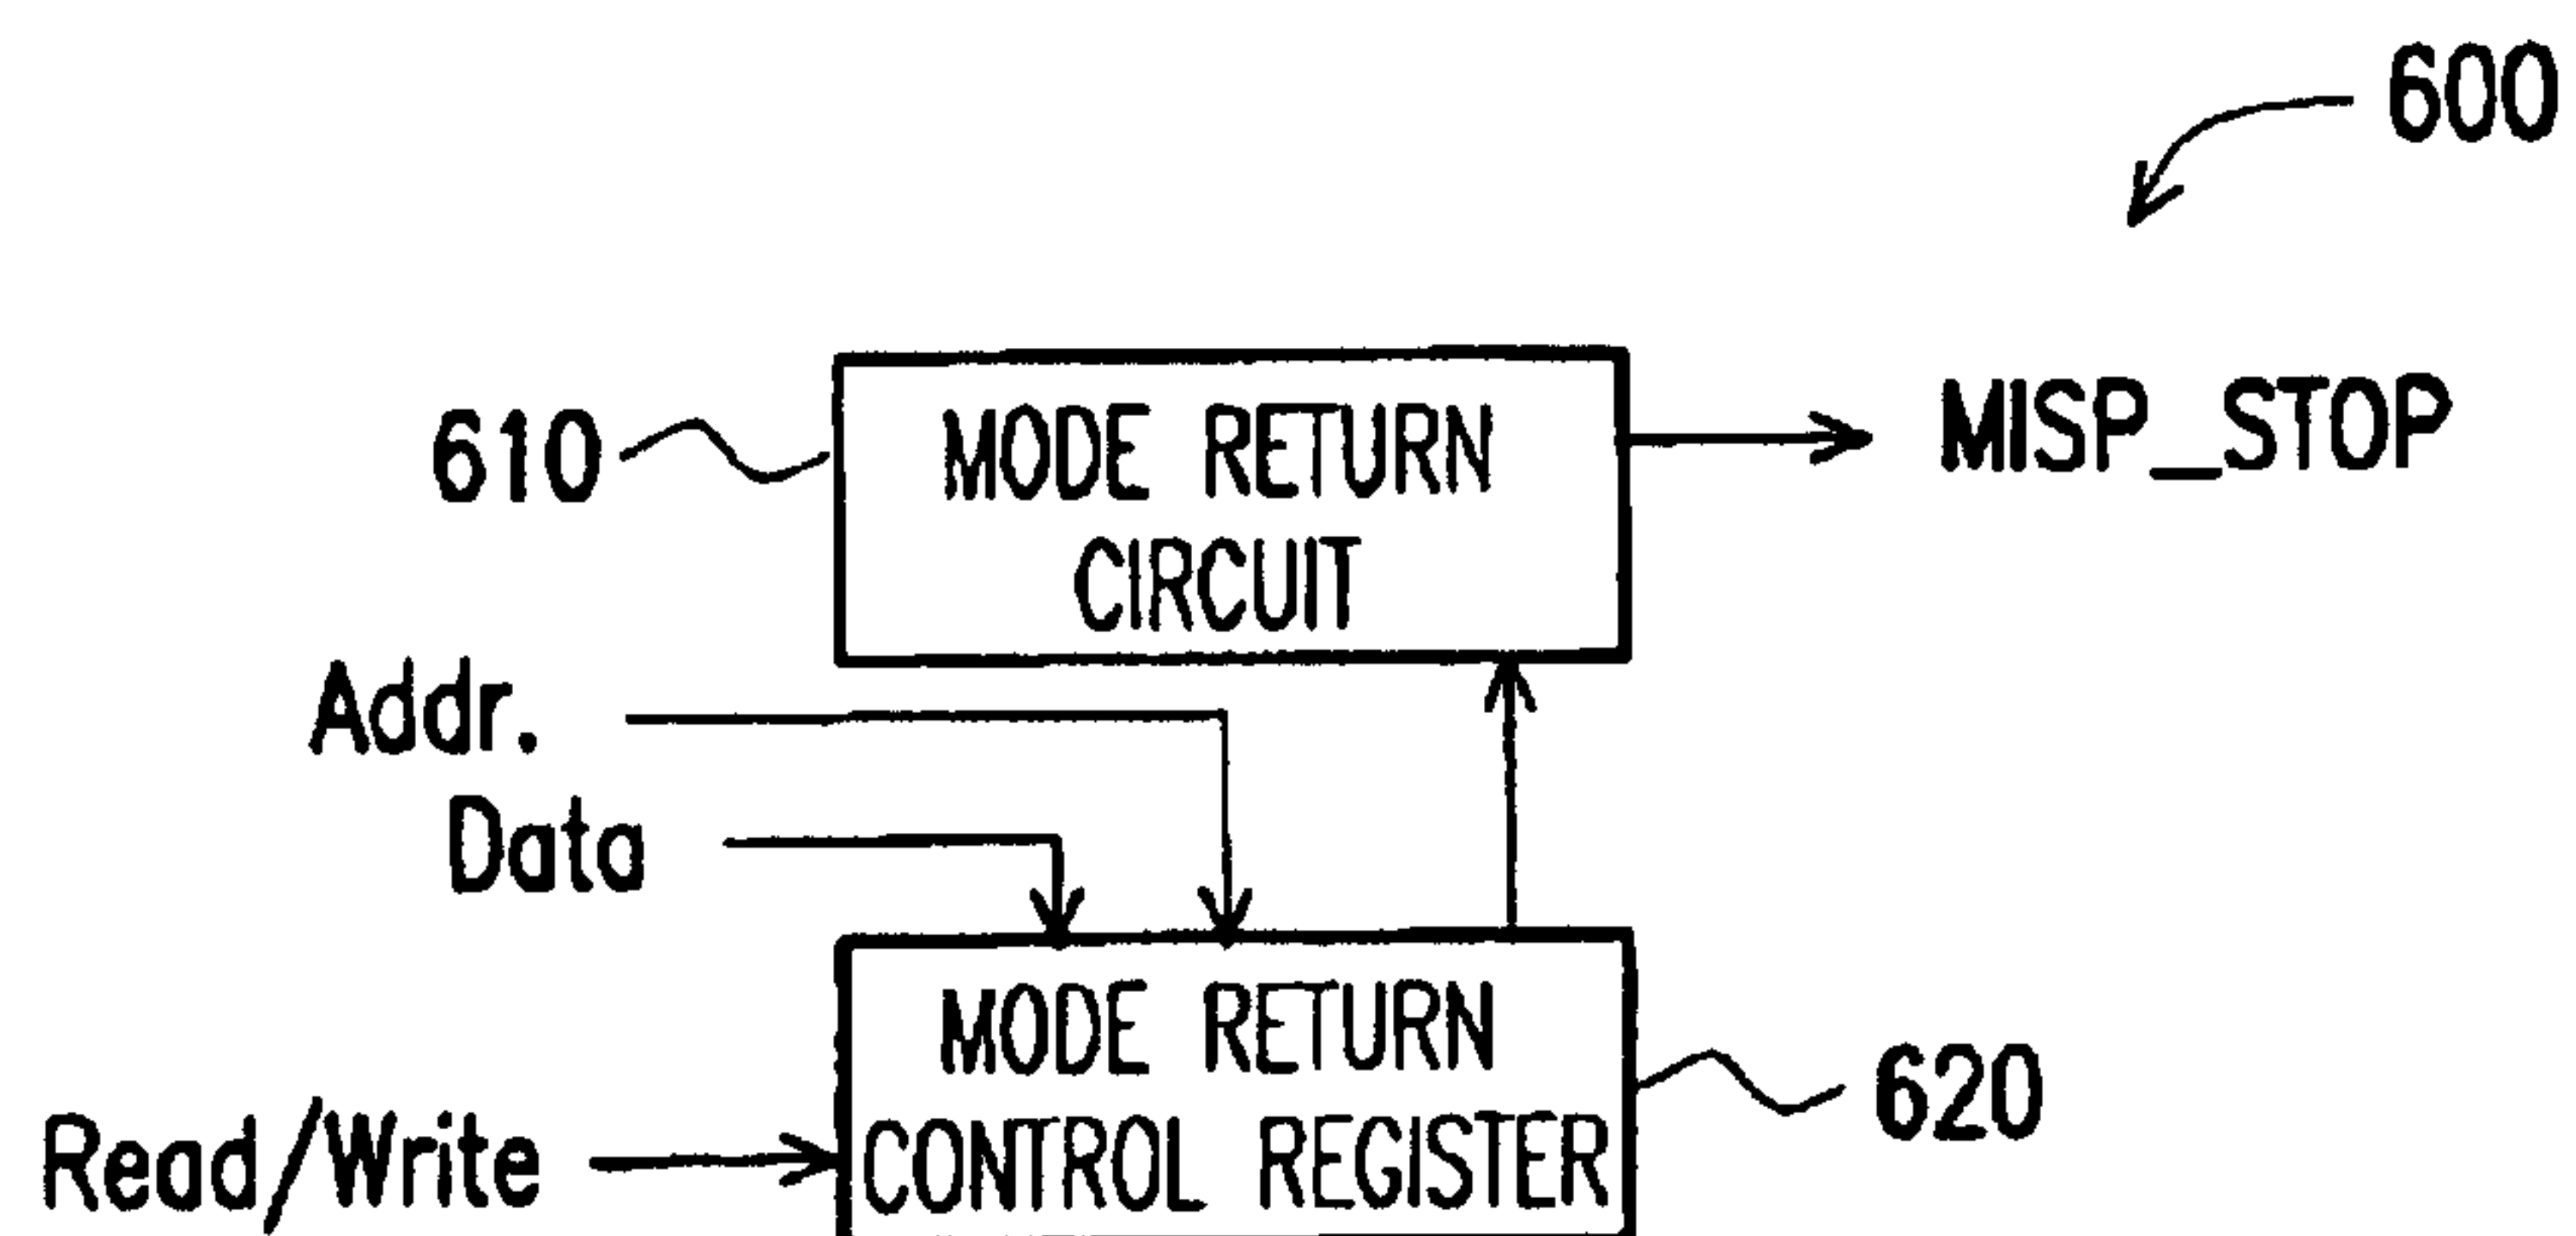 600
610
MODE RETURN
CIRCUIT
MISP_STOP
Addr.
Data
MODE RETURN
CONTROL REGISTER
620
Read/Write